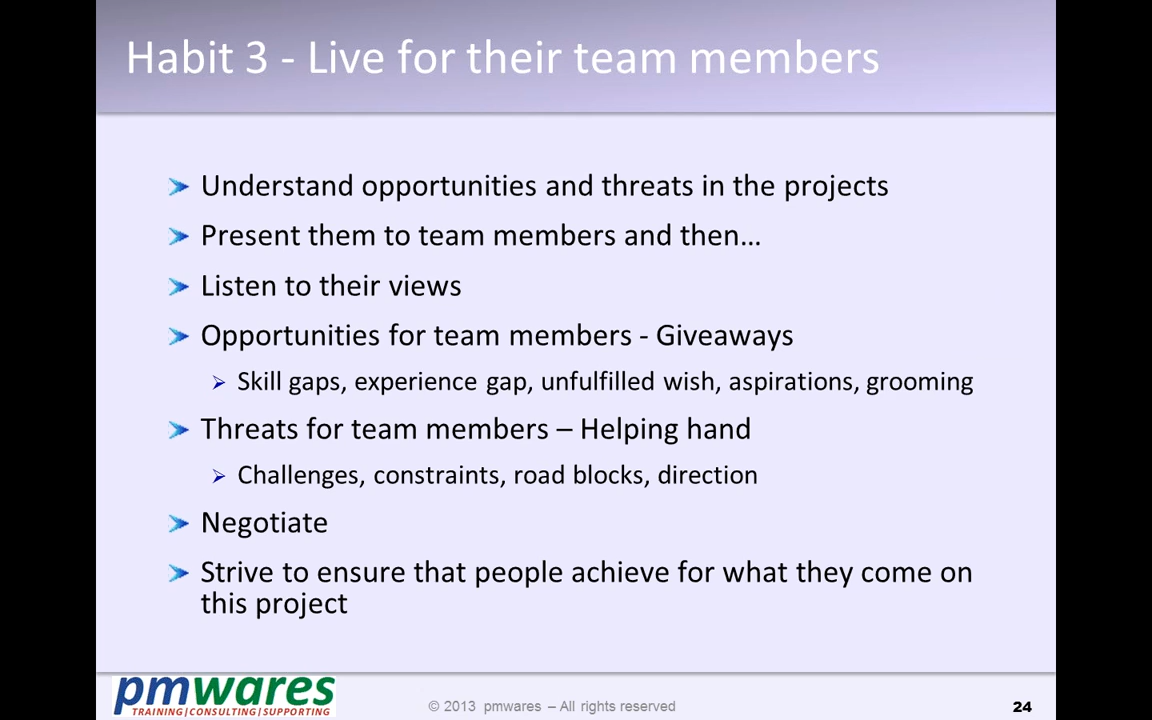 Habit 3 - Live for their team members
Understand opportunities and threats in the projects
Present them to team members and then…
Listen to their views
Opportunities for team members - Giveaways
Skill gaps, experience gap, unfulfilled wish, aspirations, grooming
Threats for team members – Helping hand
Challenges, constraints, road blocks, direction
Negotiate
Strive to ensure that people achieve for what they come on
this project
pmwares
TRAINING|CONSULTING|SUPPORTING
© 2013 pmwares – All rights reserved
24